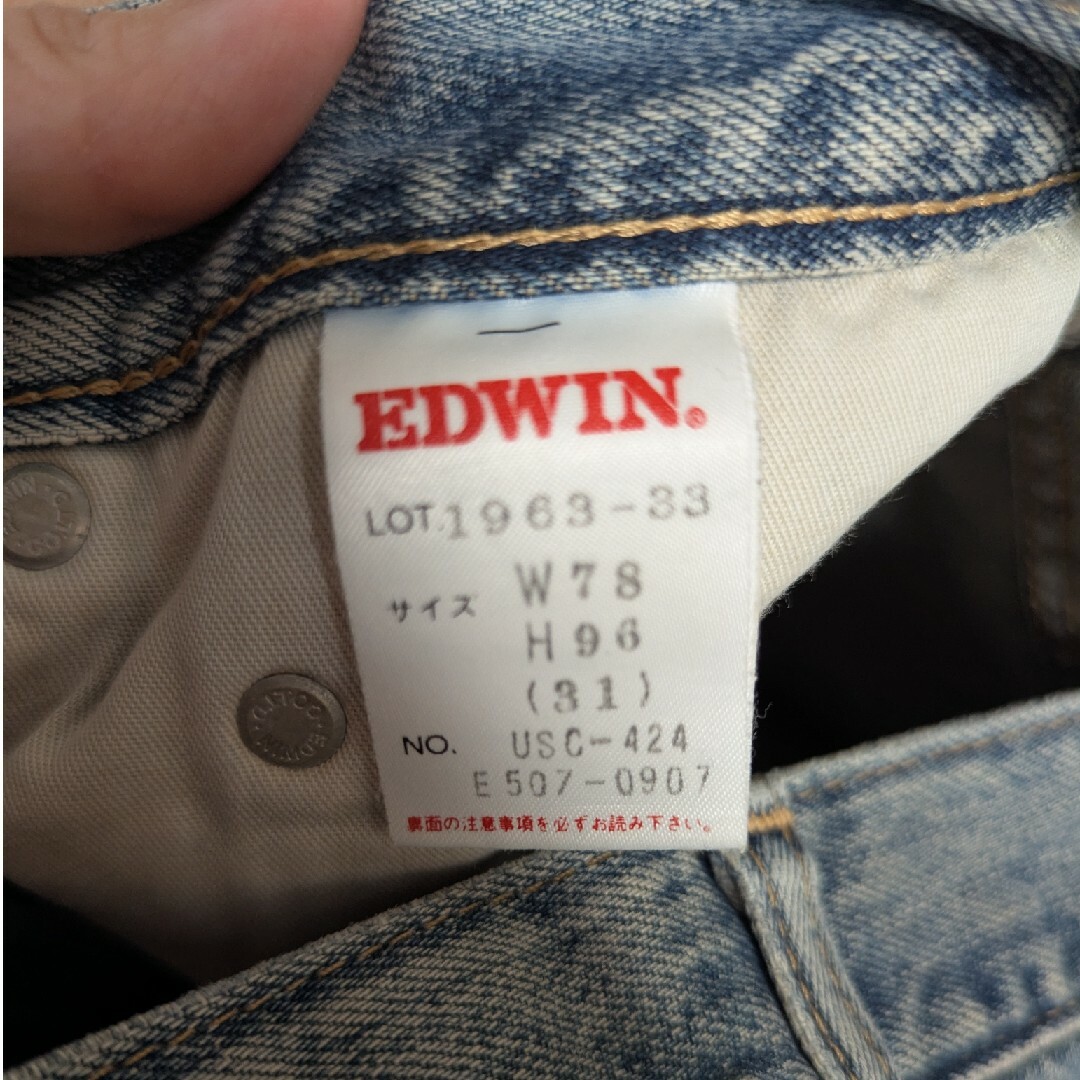 EDWIN®
LOT.1963-33
サイズ W78
H96
(31)
NO. USC-424
E507-0907
裏面の注意事項を必ずお読み下さい。